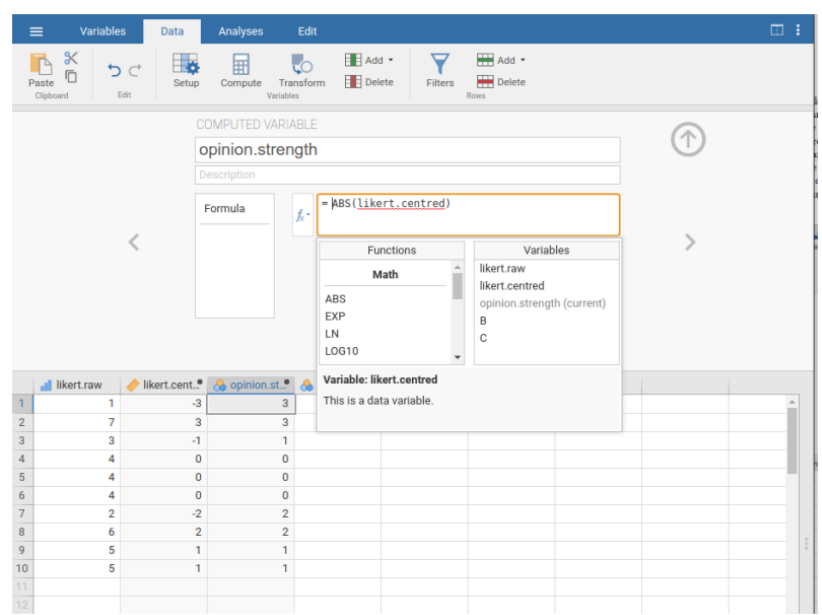 Variables Data Analyses Edit
Paste
Clipboard
Edit
Setup Compute Transform
Add
Delete
Variables
Filters
Add
Delete
Rows
COMPUTED VARIABLE
opinion.strength
Description
Formula
fx
= ABS(likert.centred)
Functions
Math
ABS
EXP
LN
LOG10
Variables
likert.raw
likert.centred
opinion.strength (current)
B
C
Variable: likert.centred
This is a data variable.
likert.raw likert.cent... opinion.st...
1 1 -3 3
2 7 3 3
3 3 -1 1
4 4 0 0
5 4 0 0
6 4 0 0
7 2 -2 2
8 6 2 2
9 5 1 1
10 5 1 1
11
12